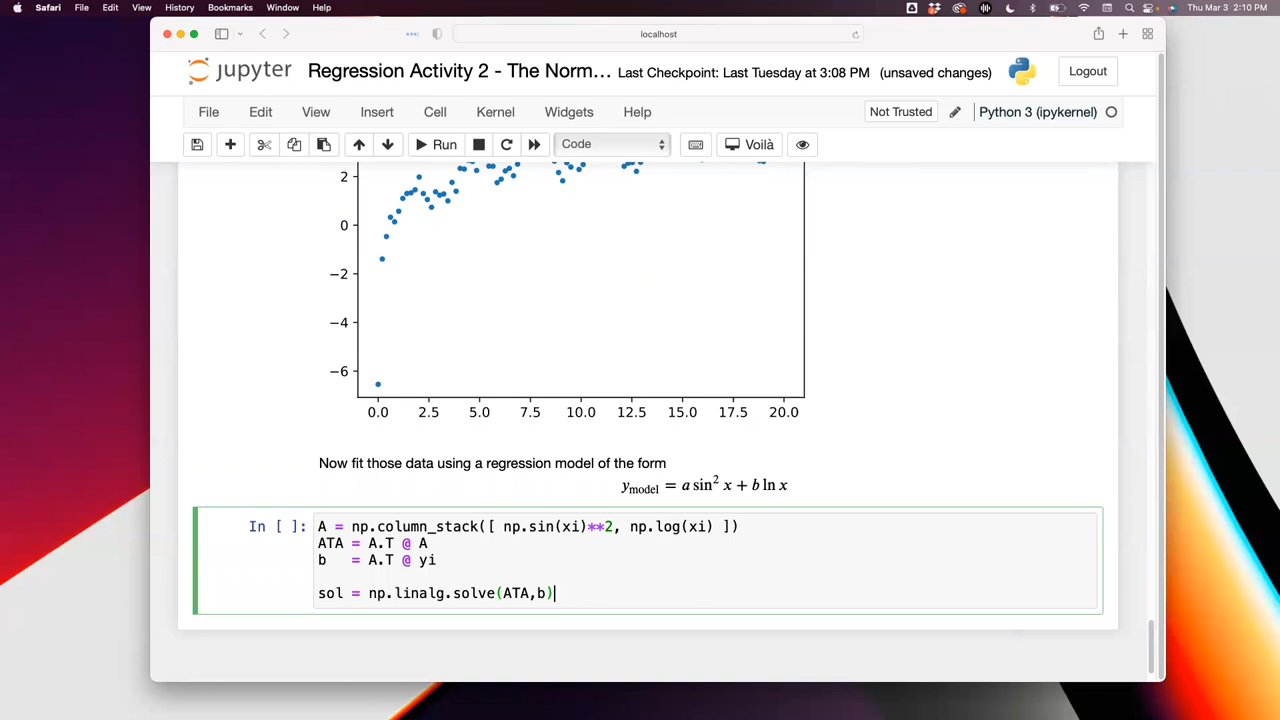 Safari File Edit View History Bookmarks Window Help Thu Mar 3 2:10 PM
localhost
jupyter Regression Activity 2 - The Norm... Last Checkpoint: Last Tuesday at 3:08 PM (unsaved changes) Logout
File Edit View Insert Cell Kernel Widgets Help Not Trusted Python 3 (ipykernel)
Run Code Voilà
2
0
−2
−4
−6
0.0 2.5 5.0 7.5 10.0 12.5 15.0 17.5 20.0
Now fit those data using a regression model of the form
y_model = a sin² x + b ln x
In [ ]: A = np.column_stack([ np.sin(xi)**2, np.log(xi) ])
ATA = A.T @ A
b = A.T @ yi
sol = np.linalg.solve(ATA,b)